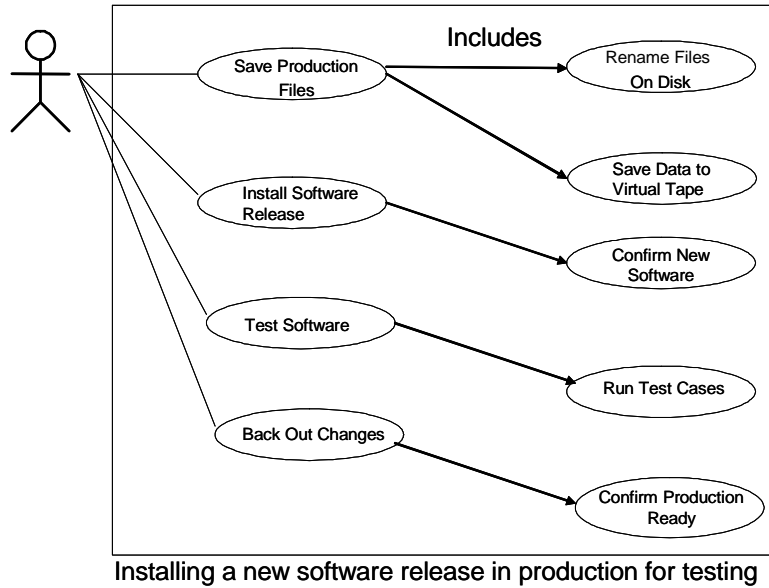 Includes
Save Production
Files
Rename Files
On Disk
Save Data to
Virtual Tape
Install Software
Release
Confirm New
Software
Test Software
Run Test Cases
Back Out Changes
Confirm Production
Ready
Installing a new software release in production for testing